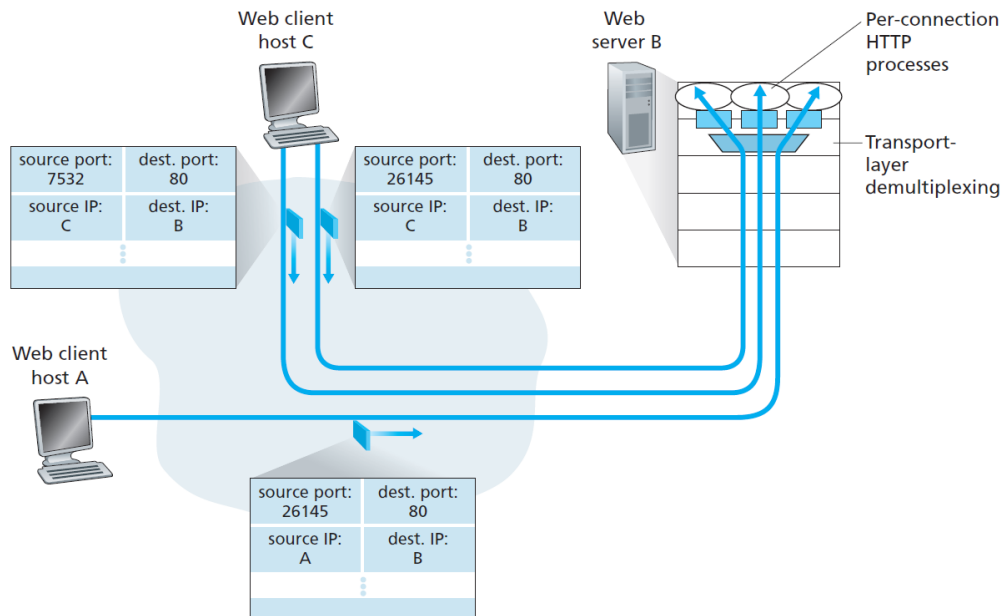 Web client
host C
Web
server B
Per-connection
HTTP
processes
Transport-
layer
demultiplexing
source port:
7532
dest. port:
80
source IP:
C
dest. IP:
B
source port:
26145
dest. port:
80
source IP:
C
dest. IP:
B
Web client
host A
source port:
26145
dest. port:
80
source IP:
A
dest. IP:
B